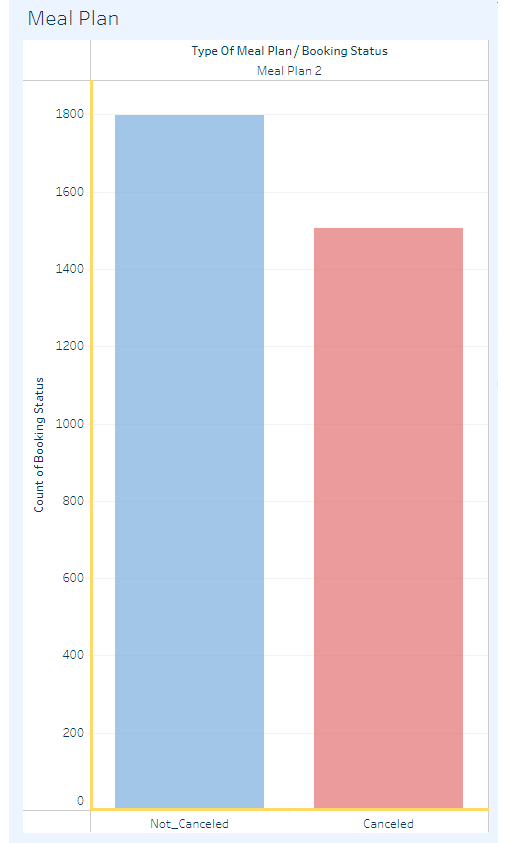 Meal Plan
Type Of Meal Plan / Booking Status
Meal Plan 2
Count of Booking Status
1800
1600
1400
1200
1000
800
600
400
200
0
Not_Canceled
Canceled